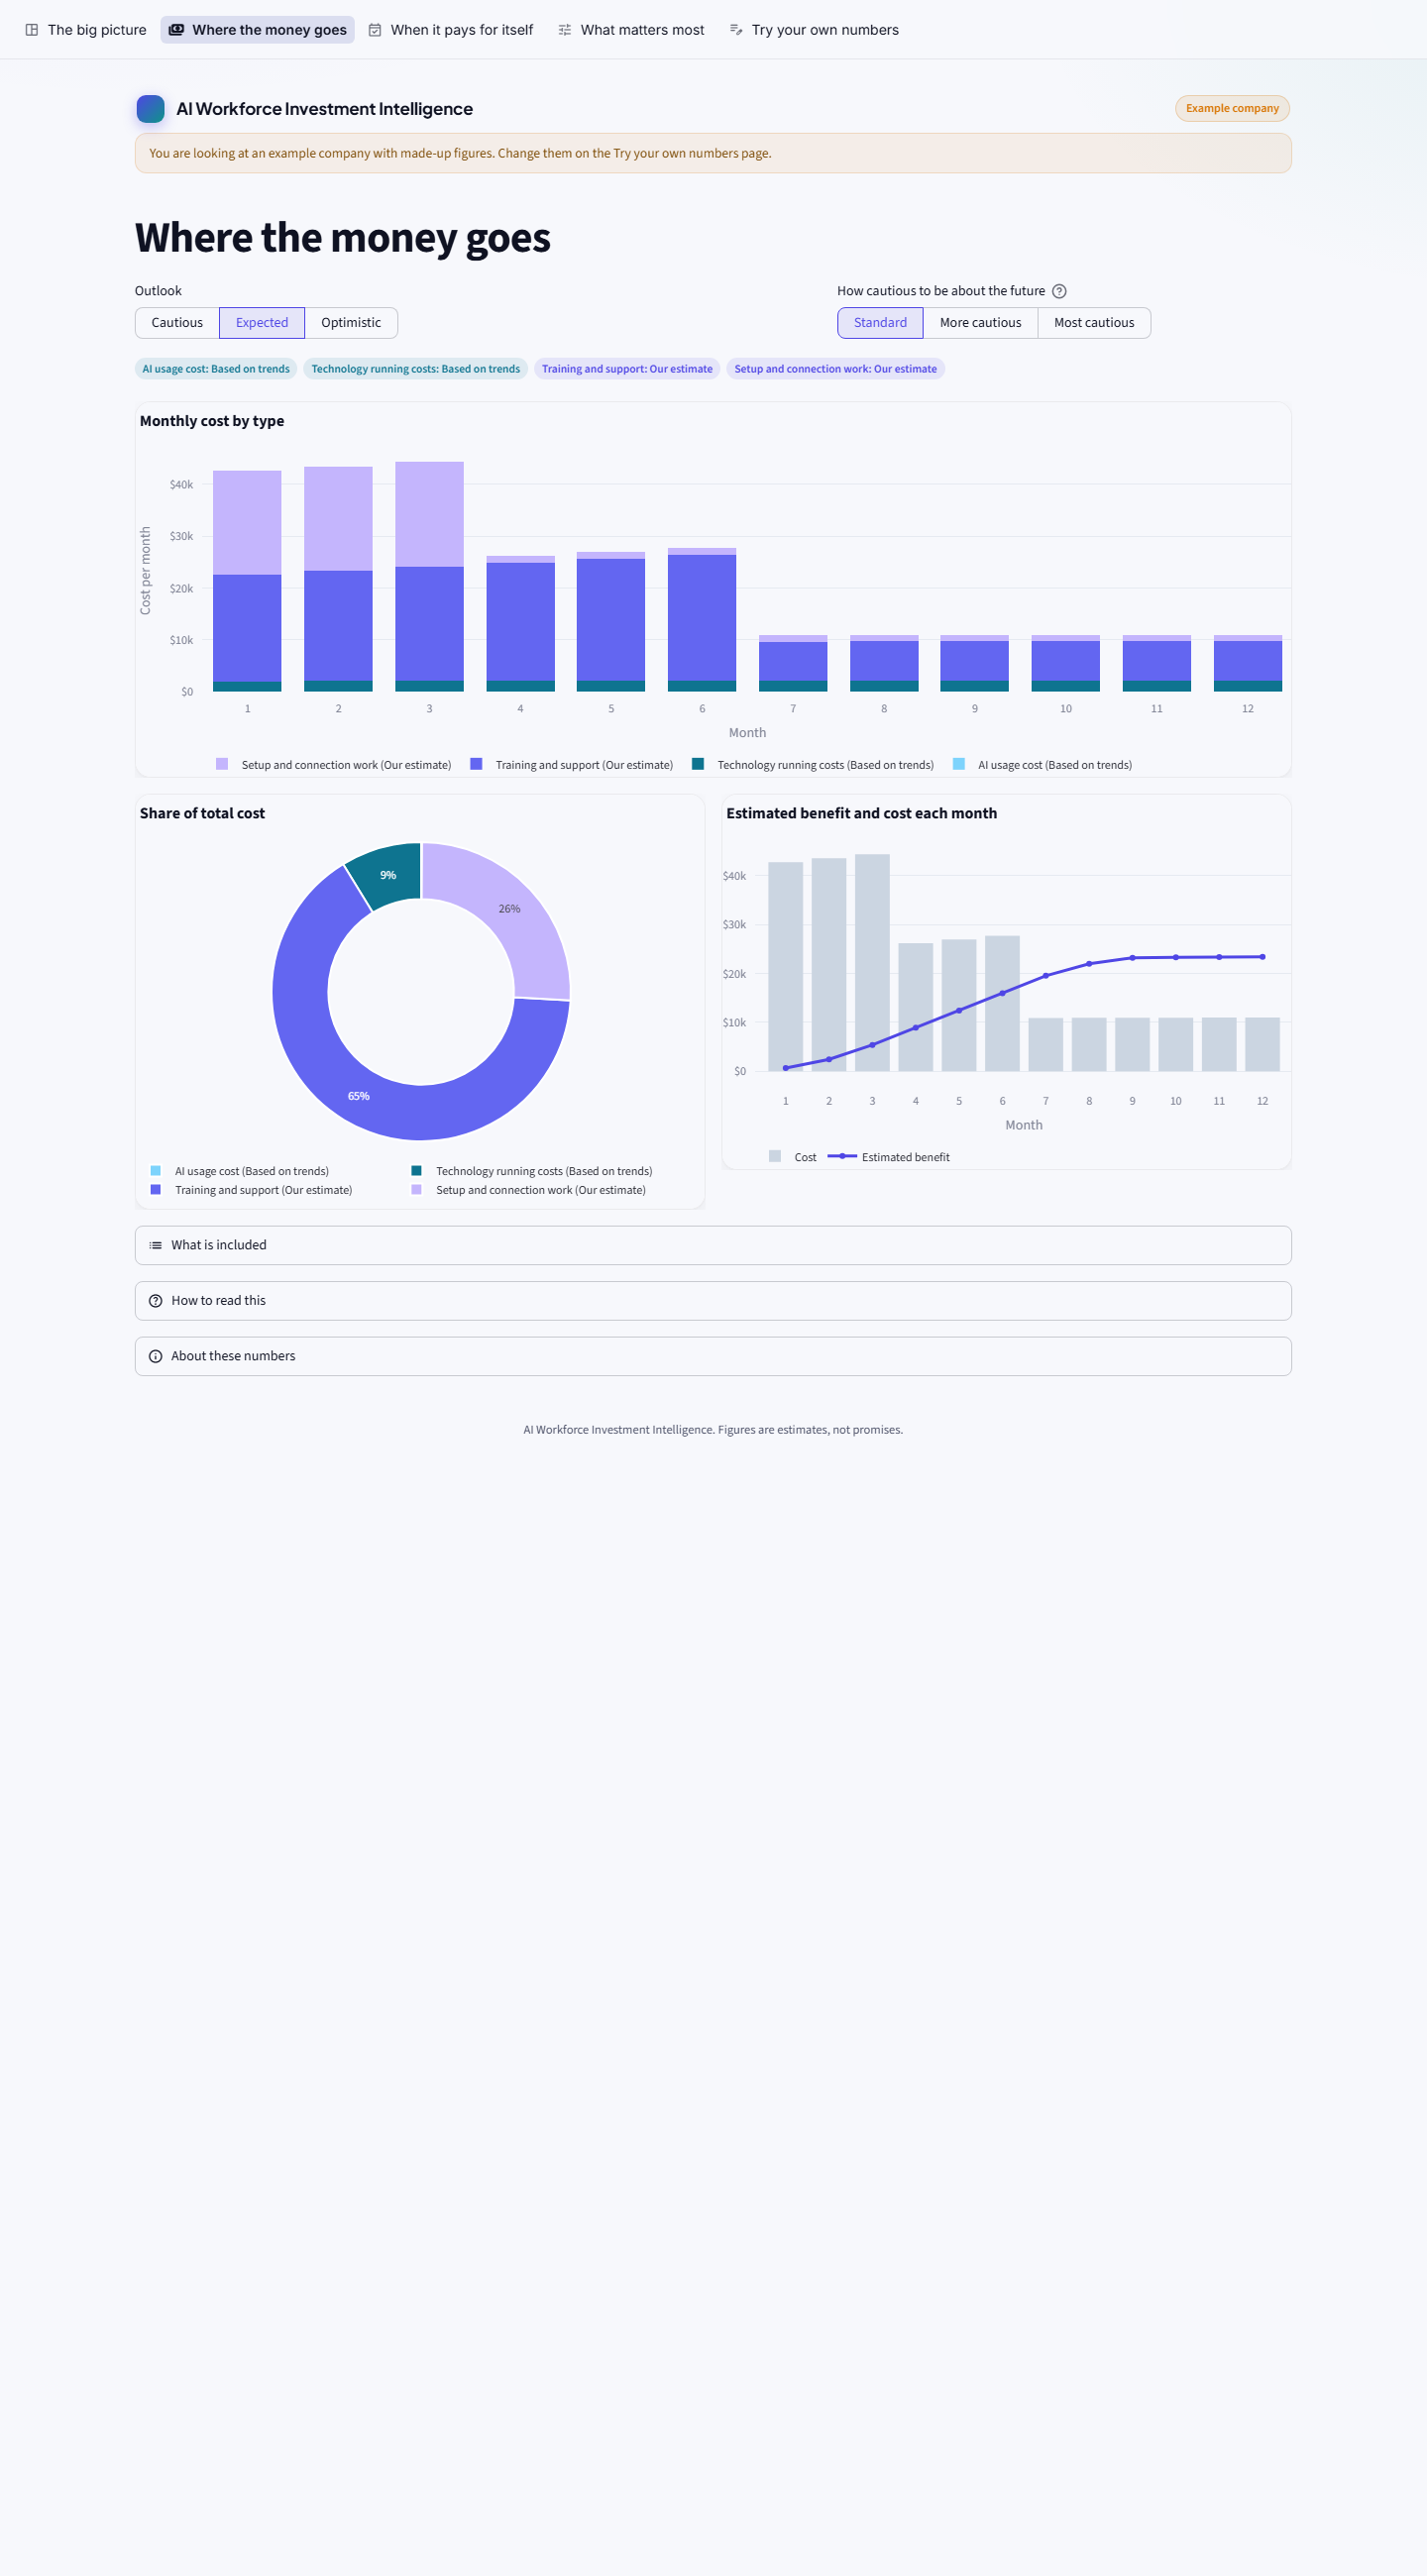 The big picture
Where the money goes
When it pays for itself
What matters most
Try your own numbers
AI Workforce Investment Intelligence
Example company
You are looking at an example company with made-up figures. Change them on the Try your own numbers page.
Where the money goes
Outlook
How cautious to be about the future
Cautious
Expected
Optimistic
Standard
More cautious
Most cautious
AI usage cost: Based on trends
Technology running costs: Based on trends
Training and support: Our estimate
Setup and connection work: Our estimate
Monthly cost by type
$40k
$30k
$20k
$10k
$0
Cost per month
1 2 3 4 5 6 7 8 9 10 11 12
Month
Setup and connection work (Our estimate)
Training and support (Our estimate)
Technology running costs (Based on trends)
AI usage cost (Based on trends)
Share of total cost
9%
26%
65%
AI usage cost (Based on trends)
Technology running costs (Based on trends)
Training and support (Our estimate)
Setup and connection work (Our estimate)
Estimated benefit and cost each month
$40k
$30k
$20k
$10k
$0
1 2 3 4 5 6 7 8 9 10 11 12
Month
Cost
Estimated benefit
What is included
How to read this
About these numbers
AI Workforce Investment Intelligence. Figures are estimates, not promises.